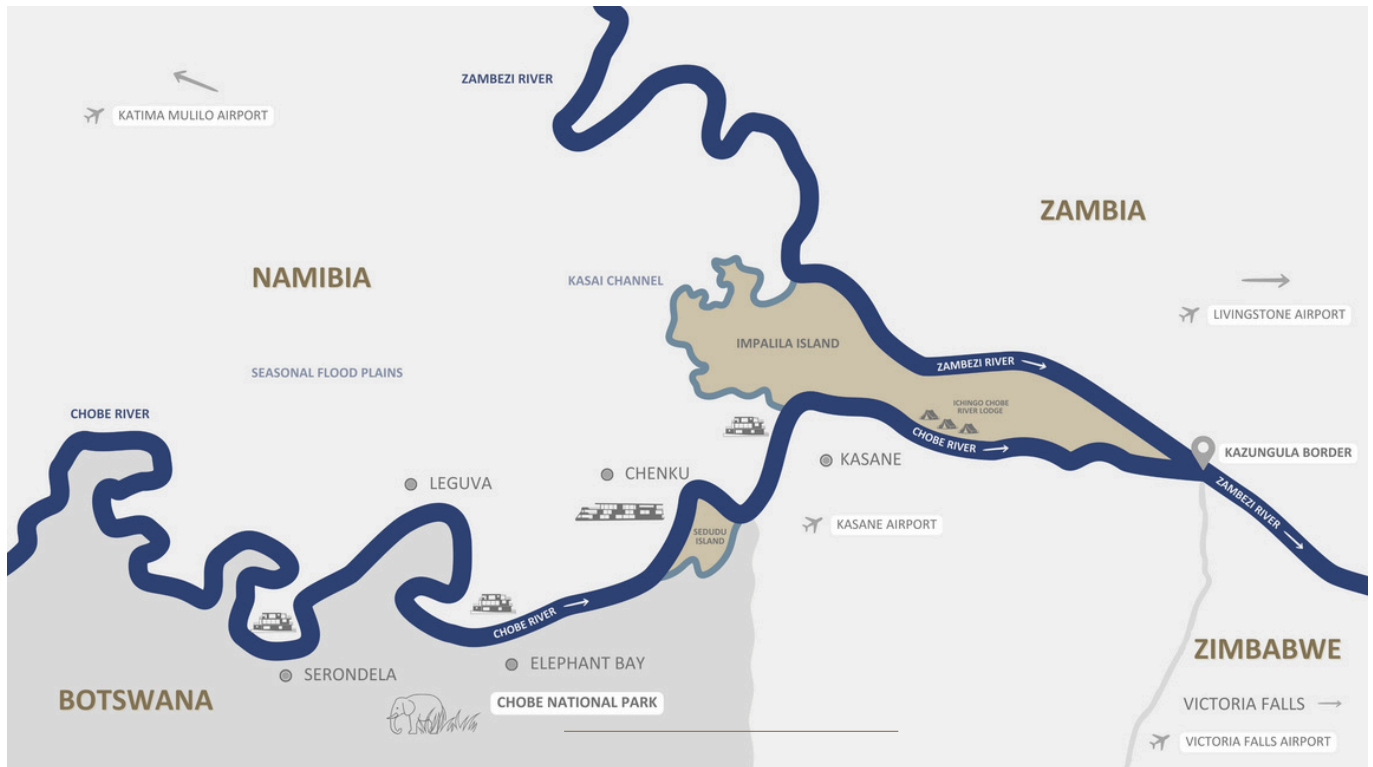 ZAMBEZI RIVER
KATIMA MULILO AIRPORT
ZAMBIA
NAMIBIA
KASAI CHANNEL
LIVINGSTONE AIRPORT
IMPALILA ISLAND
ZAMBEZI RIVER
SEASONAL FLOOD PLAINS
CHOBE RIVER
ICHINGO CHOBE
RIVER LODGE
CHOBE RIVER
KAZUNGULA BORDER
KASANE
CHENKU
LEGUVA
ZAMBEZI RIVER
KASANE AIRPORT
SEDUDU
ISLAND
CHOBE RIVER
ZIMBABWE
ELEPHANT BAY
SERONDELA
BOTSWANA
CHOBE NATIONAL PARK
VICTORIA FALLS
VICTORIA FALLS AIRPORT